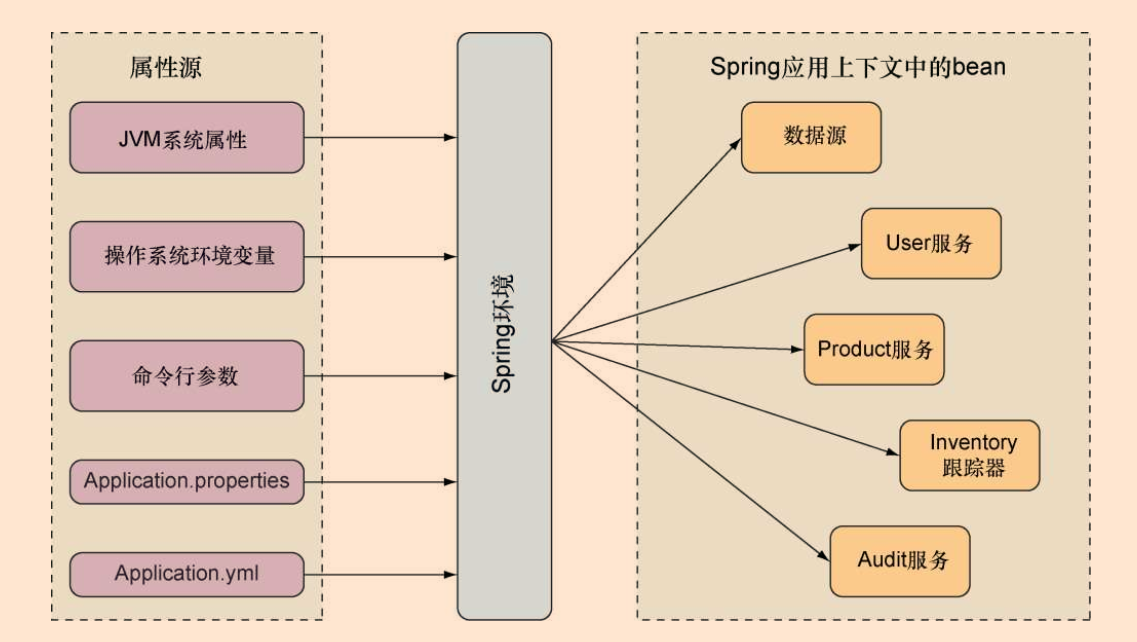 属性源
JVM系统属性
操作系统环境变量
命令行参数
Application.properties
Application.yml
Spring环境
Spring应用上下文中的bean
数据源
User服务
Product服务
Inventory
跟踪器
Audit服务